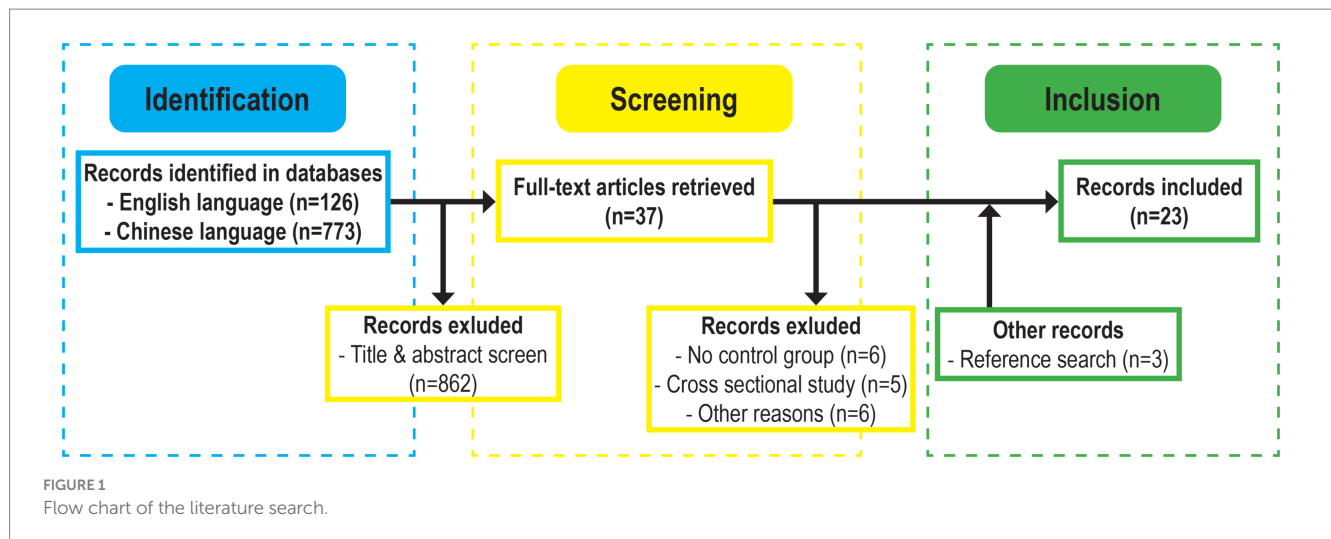 Identification
Screening
Inclusion
Records identified in databases
- English language (n=126)
- Chinese language (n=773)
Full-text articles retrieved
(n=37)
Records included
(n=23)
Records exluded
- Title & abstract screen
(n=862)
Records exluded
- No control group (n=6)
- Cross sectional study (n=5)
- Other reasons (n=6)
Other records
- Reference search (n=3)
FIGURE 1
Flow chart of the literature search.